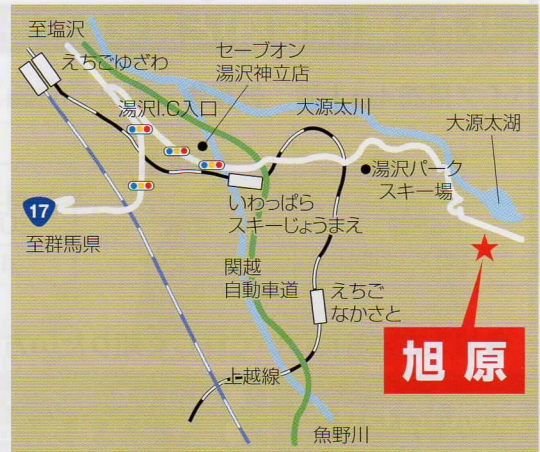 至塩沢
えちごゆざわ
セーブオン
湯沢神立店
湯沢I.C入口
大源太川
大源太湖
湯沢パーク
スキー場
いわっぱら
スキーじょうまえ
17
至群馬県
関越
自動車道
えちご
なかさと
旭原
上越線
魚野川